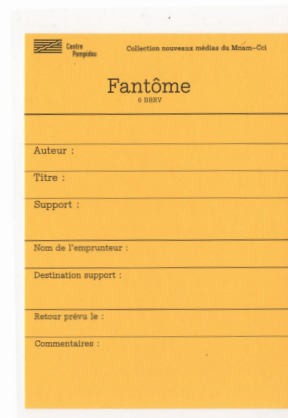 Centre
Pompidou
Collection nouveaux médias du Mnam-Cci
Fantôme
6 BBRV
Auteur :
Titre :
Support :
Nom de l'emprunteur :
Destination support :
Retour prévu le :
Commentaires :